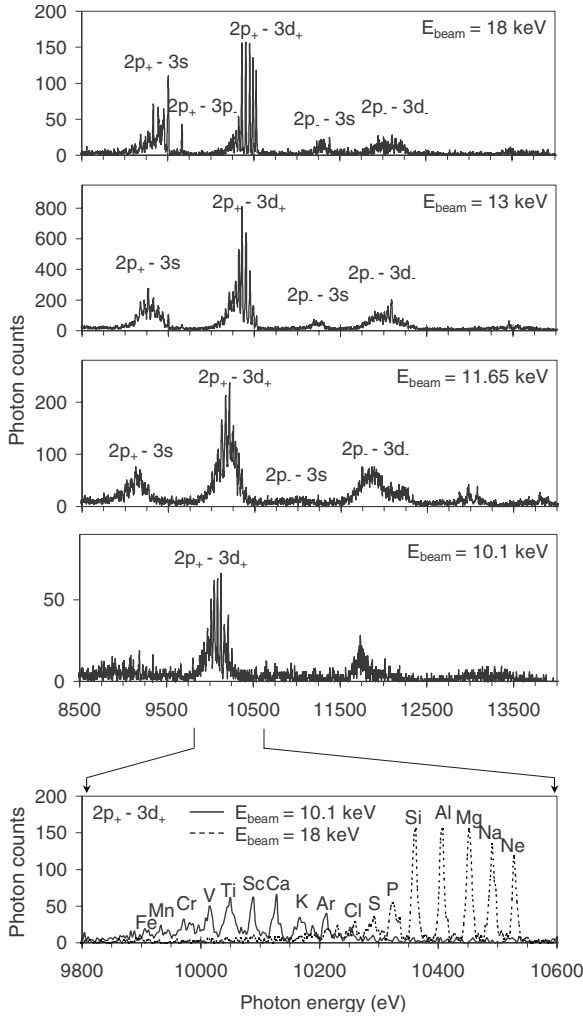 200
150
100
50
0
2p₊ - 3s
2p₊ - 3p₋
2p₊ - 3d₊
2p₋ - 3s
2p₋ - 3d₋
E_beam = 18 keV
800
600
400
200
0
2p₊ - 3s
2p₊ - 3d₊
2p₋ - 3s
2p₋ - 3d₋
E_beam = 13 keV
Photon counts
200
100
0
2p₊ - 3s
2p₊ - 3d₊
2p₋ - 3s
2p₋ - 3d₋
E_beam = 11.65 keV
50
0
2p₊ - 3d₊
E_beam = 10.1 keV
8500 9500 10500 11500 12500 13500
Photon counts
200
150
100
50
0
2p₊ - 3d₊
E_beam = 10.1 keV
E_beam = 18 keV
Fe Mn Cr V Ti Sc Ca K Ar Cl S P Si Al Mg Na Ne
9800 10000 10200 10400 10600
Photon energy (eV)